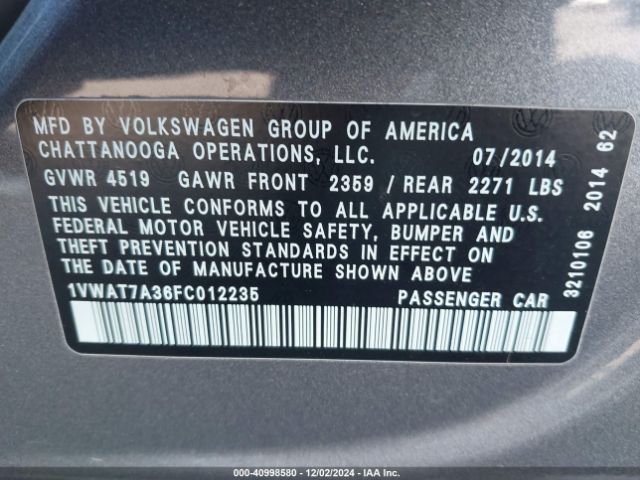 MFD BY VOLKSWAGEN GROUP OF AMERICA
CHATTANOOGA OPERATIONS, LLC. 07/2014
GVWR 4519 GAWR FRONT 2359 / REAR 2271 LBS
THIS VEHICLE CONFORMS TO ALL APPLICABLE U.S.
FEDERAL MOTOR VEHICLE SAFETY, BUMPER AND
THEFT PREVENTION STANDARDS IN EFFECT ON
THE DATE OF MANUFACTURE SHOWN ABOVE.
1VWAT7A36FC012235 PASSENGER CAR
3210106 2014 62
000-40998580 - 12/02/2024 - IAA Inc.